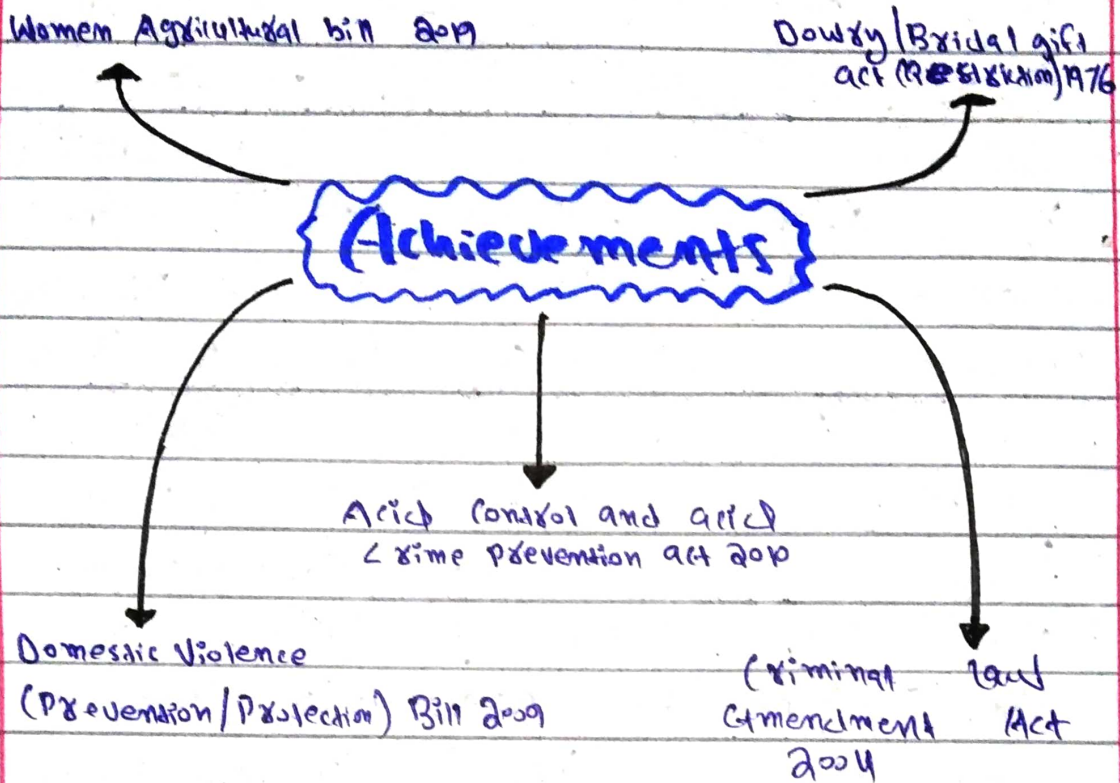 Women Agricultural bill 2019
Dowry/Bridal gift
act (Restriction) 1976
Achievements
Acid Control and acid
Crime Prevention act 2010
Domestic Violence
(Prevention/Protection) Bill 2009
Criminal Law
Amendment Act
2004